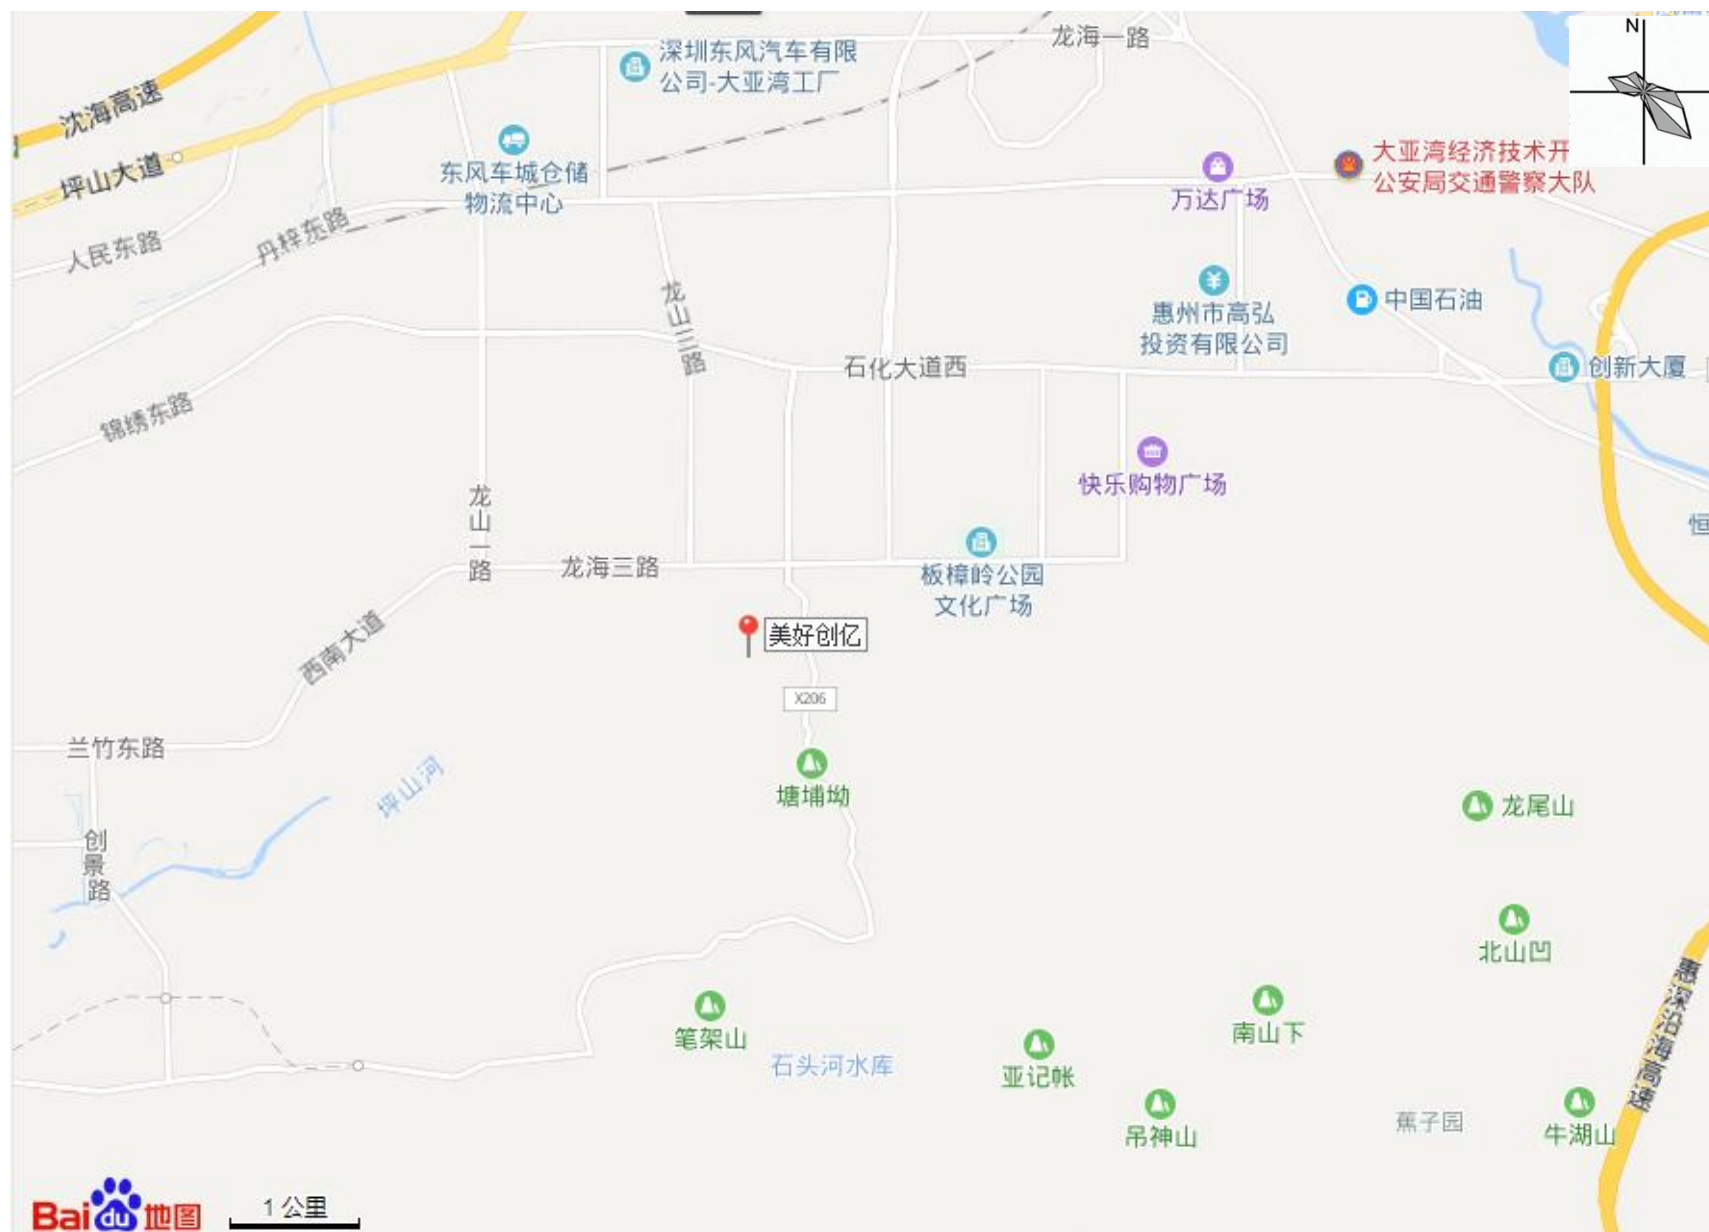 N
龙海一路
深圳东风汽车有限
公司-大亚湾工厂
沈海高速
东风车城仓储
物流中心
坪山大道
大亚湾经济技术开
公安局交通警察大队
万达广场
人民东路
丹梓东路
龙山三路
中国石油
惠州市高弘
投资有限公司
石化大道西
创新大厦
锦绣东路
快乐购物广场
龙山一路
恒
龙海三路
板樟岭公园
文化广场
美好创亿
西南大道
X206
兰竹东路
坪山河
塘埔坳
龙尾山
创景路
北山凹
惠深沿海高速
笔架山
南山下
石头河水库
亚记帐
蕉子园
吊神山
牛湖山
Bai du 地图
1 公里